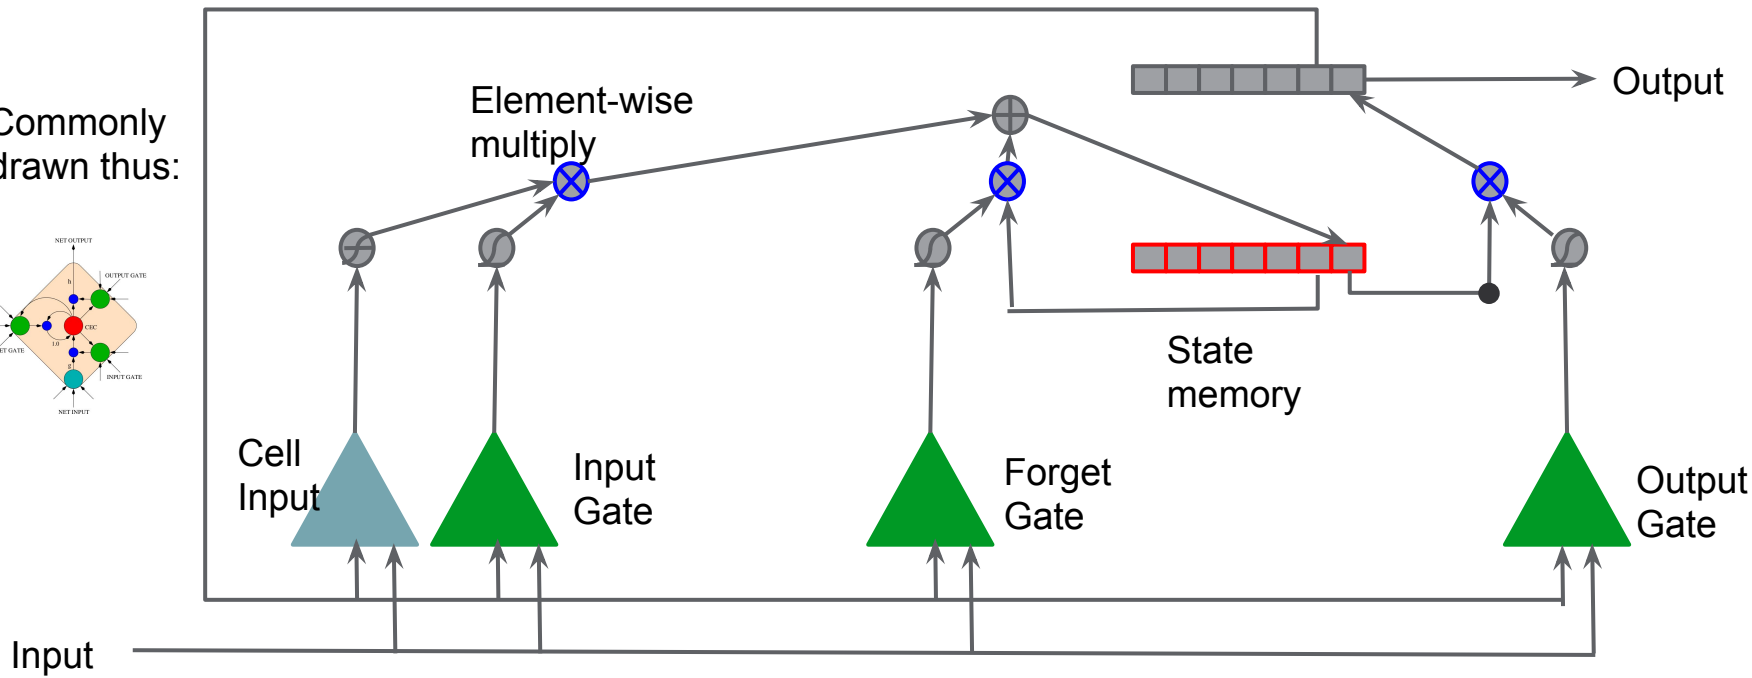 Commonly
drawn thus:
Element-wise
multiply
Output
NET OUTPUT
h
OUTPUT GATE
CEC
1.0
GATE
g
INPUT GATE
NET INPUT
State
memory
Cell
Input
Input
Gate
Forget
Gate
Output
Gate
Input